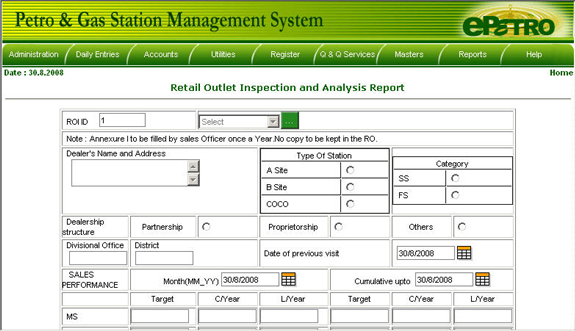 Petro & Gas Station Management System
ePETRO
Administration Daily Entries Accounts Utilities Register Q & Q Services Masters Reports Help
Date : 30.8.2008 Home
Retail Outlet Inspection and Analysis Report
ROI ID 1 Select ...
Note : Annexure I to be filled by sales Officer once a Year.No copy to be kept in the RO.
Dealer's Name and Address
Type Of Station
A Site
B Site
COCO
Category
SS
FS
Dealership structure Partnership Proprietorship Others
Divisional Office District Date of previous visit 30/8/2008
SALES PERFORMANCE Month(MM_YY) 30/8/2008 Cumulative upto 30/8/2008
Target C/Year L/Year Target C/Year L/Year
MS